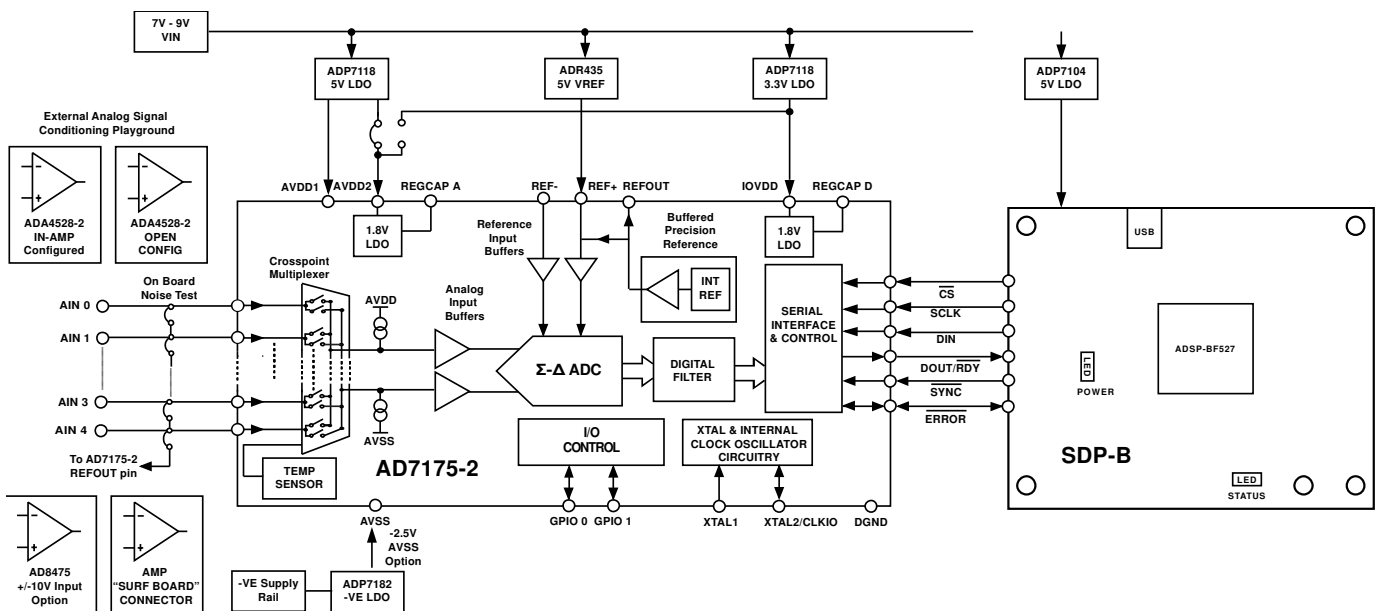 7V - 9V
VIN
ADP7118
5V LDO
ADR435
5V VREF
ADP7118
3.3V LDO
ADP7104
5V LDO
External Analog Signal
Conditioning Playground
ADA4528-2
IN-AMP
Configured
ADA4528-2
OPEN
CONFIG
AVDD1
AVDD2
REGCAP A
REF-
REF+
REFOUT
IOVDD
REGCAP D
1.8V
LDO
Reference
Input
Buffers
Buffered
Precision
Reference
1.8V
LDO
INT
REF
On Board
Noise Test
Crosspoint
Multiplexer
AVDD
Analog
Input
Buffers
AIN 0
AIN 1
AIN 3
AIN 4
Σ-Δ ADC
DIGITAL
FILTER
SERIAL
INTERFACE
& CONTROL
CS
SCLK
DIN
DOUT/RDY
SYNC
ERROR
USB
ADSP-BF527
LED
POWER
SDP-B
LED
STATUS
AVSS
To AD7175-2
REFOUT pin
TEMP
SENSOR
AD7175-2
I/O
CONTROL
XTAL & INTERNAL
CLOCK OSCILLATOR
CIRCUITRY
AVSS
GPIO 0
GPIO 1
XTAL1
XTAL2/CLKIO
DGND
-2.5V
AVSS
Option
AD8475
+/-10V Input
Option
AMP
“SURF BOARD”
CONNECTOR
-VE Supply
Rail
ADP7182
-VE LDO